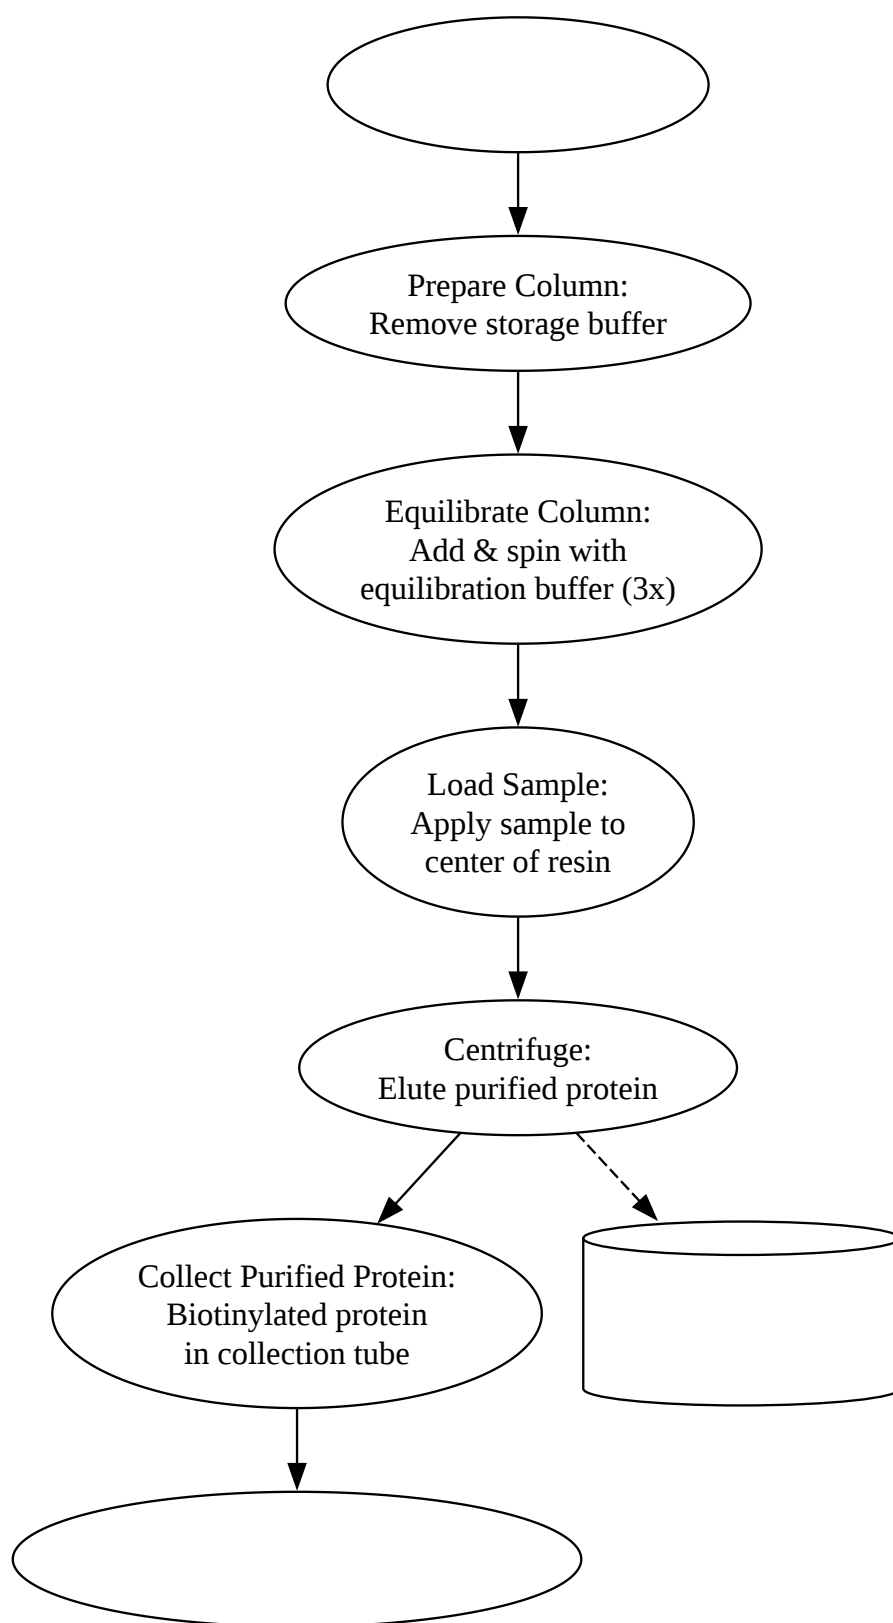 Prepare Column:
Remove storage buffer
Equilibrate Column:
Add & spin with
equilibration buffer (3x)
Load Sample:
Apply sample to
center of resin
Centrifuge:
Elute purified protein
Collect Purified Protein:
Biotinylated protein
in collection tube